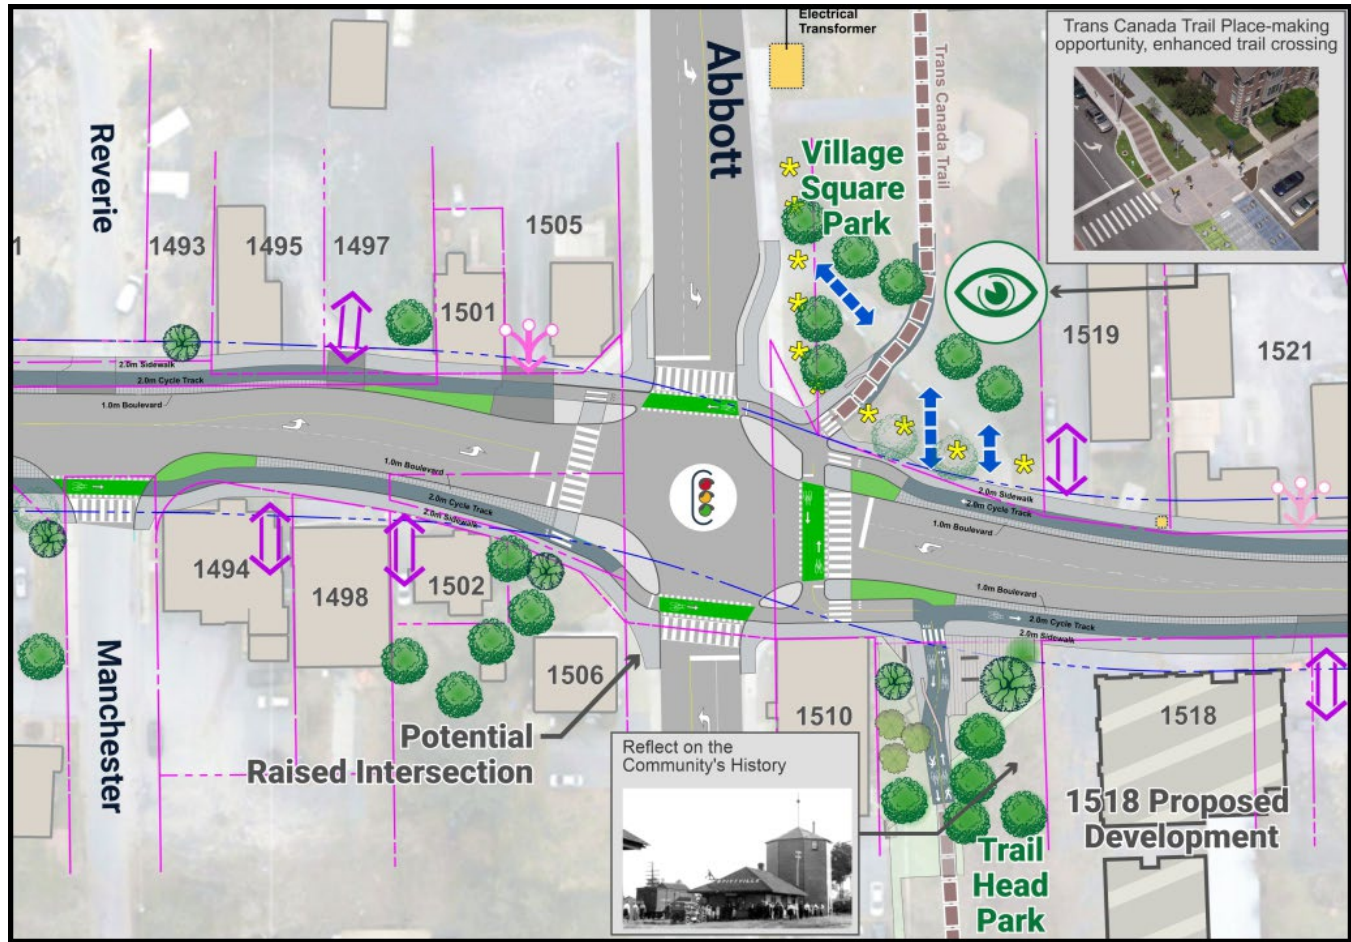 Electrical
Transformer
Trans Canada Trail Place-making
opportunity, enhanced trail crossing
Abbott
Trans Canada Trail
Reverie
Village
Square
Park
1
1493
1495
1497
1505
1501
1519
1521
2.0m Sidewalk
2.0m Cycle Track
1.0m Boulevard
1.0m Boulevard
2.0m Cycle Track
2.0m Sidewalk
2.0m Sidewalk
2.0m Cycle Track
1.0m Boulevard
1494
1498
1502
1506
1.0m Boulevard
2.0m Cycle Track
2.0m Sidewalk
Manchester
1510
1518
Potential
Raised Intersection
Reflect on the
Community's History
1518 Proposed
Development
Trail
Head
Park